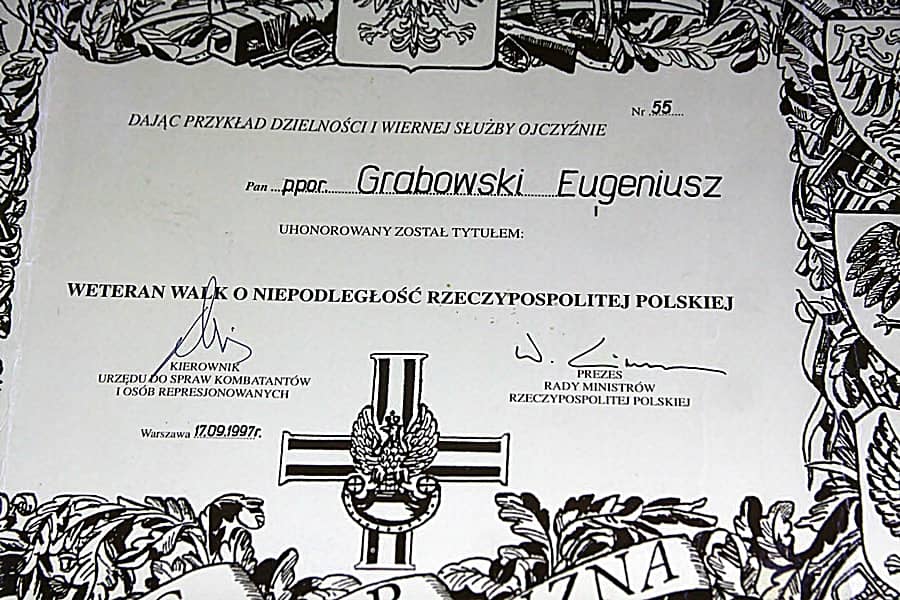 Nr 55
DAJĄC PRZYKŁAD DZIELNOŚCI I WIERNEJ SŁUŻBY OJCZYŹNIE
Pan ppor. Grabowski Eugeniusz
UHONOROWANY ZOSTAŁ TYTUŁEM:
WETERAN WALK O NIEPODLEGŁOŚĆ RZECZYPOSPOLITEJ POLSKIEJ
KIEROWNIK
URZĘDU DO SPRAW KOMBATANTÓW
I OSÓB REPRESJONOWANYCH
PREZES
RADY MINISTRÓW
RZECZYPOSPOLITEJ POLSKIEJ
Warszawa 17.09.1997r.